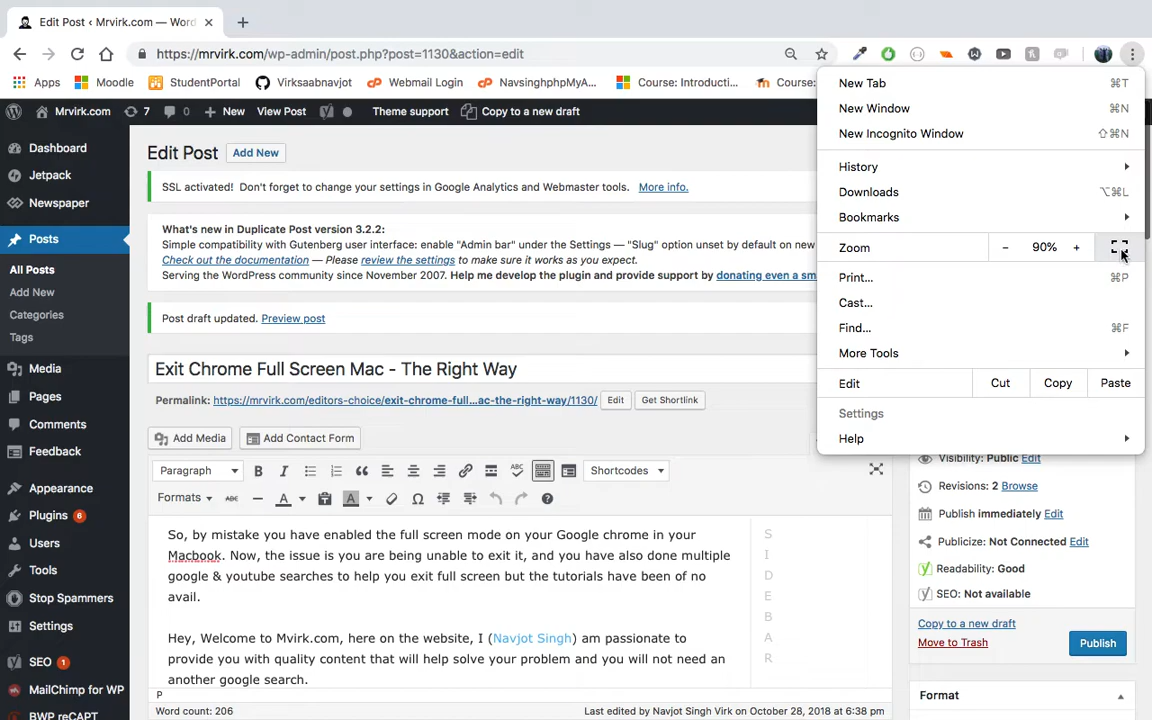 Edit Post ‹ Mrvirk.com — Word
https://mrvirk.com/wp-admin/post.php?post=1130&action=edit
Apps Moodle StudentPortal Virksaabnavjot Webmail Login NavsinghphpMyA... Course: Introducti... Course:
Mrvirk.com 7 0 + New View Post Theme support Copy to a new draft
New Tab ⌘T
New Window ⌘N
New Incognito Window ⇧⌘N
History
Downloads ⌥⌘L
Bookmarks
Zoom − 90% +
Print... ⌘P
Cast...
Find... ⌘F
More Tools
Edit Cut Copy Paste
Settings
Help
Dashboard
Jetpack
Newspaper
Posts
All Posts
Add New
Categories
Tags
Media
Pages
Comments
Feedback
Appearance
Plugins 6
Users
Tools
Stop Spammers
Settings
SEO 1
MailChimp for WP
BWP reCAPT
Edit Post Add New
SSL activated! Don't forget to change your settings in Google Analytics and Webmaster tools. More info.
What's new in Duplicate Post version 3.2.2:
Simple compatibility with Gutenberg user interface: enable "Admin bar" under the Settings — "Slug" option unset by default on new
Check out the documentation — Please review the settings to make sure it works as you expect.
Serving the WordPress community since November 2007. Help me develop the plugin and provide support by donating even a sm
Post draft updated. Preview post
Exit Chrome Full Screen Mac - The Right Way
Permalink: https://mrvirk.com/editors-choice/exit-chrome-full...ac-the-right-way/1130/ Edit Get Shortlink
Add Media Add Contact Form
Paragraph B I ABC Shortcodes
Formats ABC A A Ω
So, by mistake you have enabled the full screen mode on your Google chrome in your
Macbook. Now, the issue is you are being unable to exit it, and you have also done multiple
google & youtube searches to help you exit full screen but the tutorials have been of no
avail.
Hey, Welcome to Mvirk.com, here on the website, I (Navjot Singh) am passionate to
provide you with quality content that will help solve your problem and you will not need an
another google search.
S
I
D
E
B
A
R
P
Word count: 206 Last edited by Navjot Singh Virk on October 28, 2018 at 6:38 pm
Visibility: Public Edit
Revisions: 2 Browse
Publish immediately Edit
Publicize: Not Connected Edit
Readability: Good
SEO: Not available
Copy to a new draft
Move to Trash Publish
Format